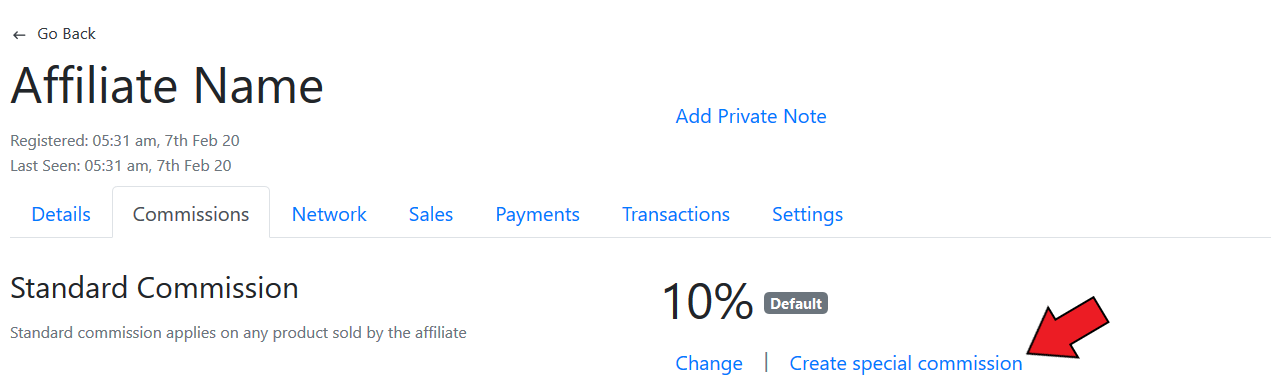 ← Go Back
Affiliate Name
Add Private Note
Registered: 05:31 am, 7th Feb 20
Last Seen: 05:31 am, 7th Feb 20
Details Commissions Network Sales Payments Transactions Settings
Standard Commission
10% Default
Standard commission applies on any product sold by the affiliate
Change | Create special commission